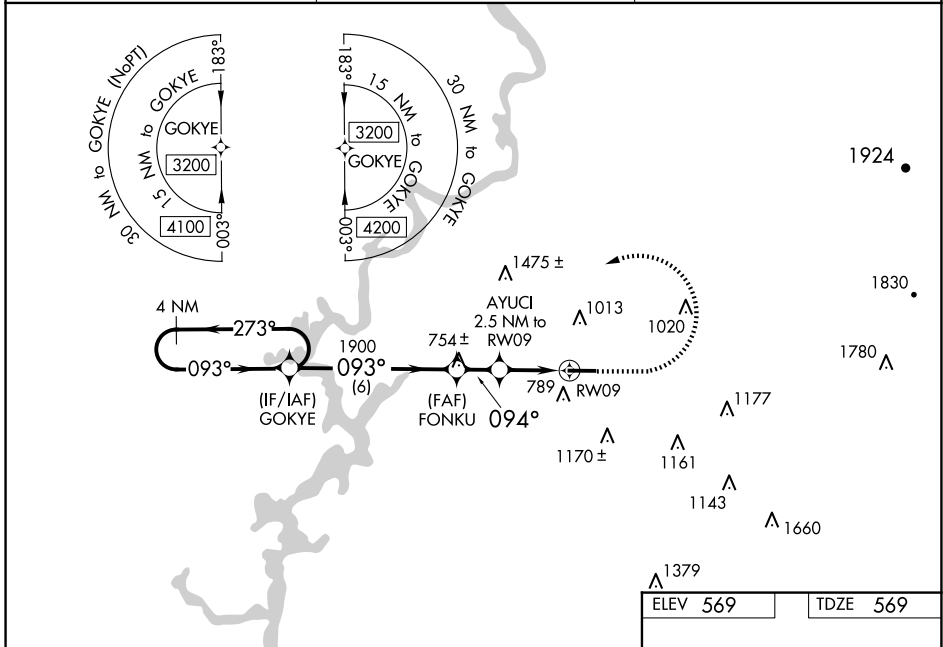 30 NM to GOKYE (NoPT)
15 NM to GOKYE
183°
GOKYE
3200
4100
003°
183°
15 NM to GOKYE
30 NM to GOKYE
3200
GOKYE
4200
003°
1924
1475 ±
1830
4 NM
AYUCI
2.5 NM to
RW09
1013
1020
273°
1900
754 ±
1780
093°
093°
(6)
789
RW09
(IF/IAF)
GOKYE
(FAF)
FONKU
094°
1177
1170 ±
1161
1143
1660
1379
ELEV 569
TDZE 569